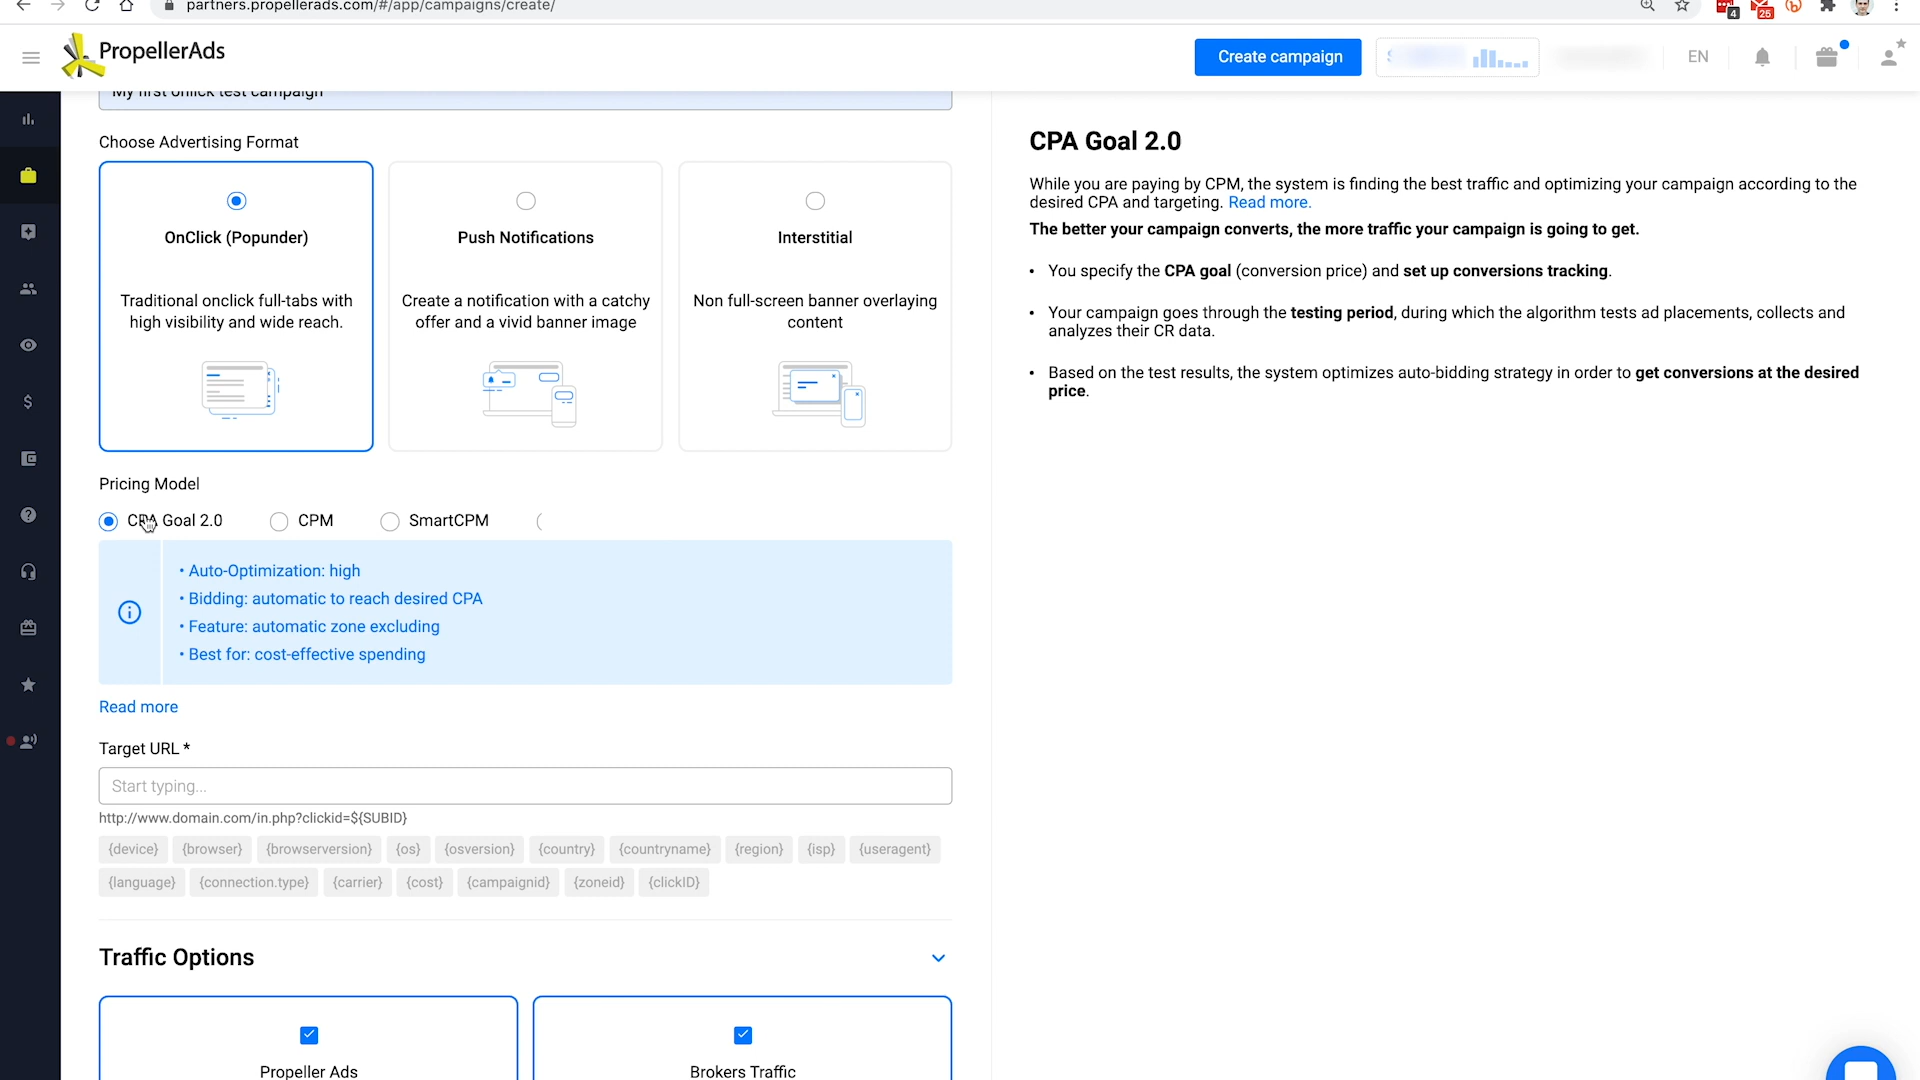 partners.propellerads.com/#/app/campaigns/create/
4
25
PropellerAds
Create campaign
EN
My first onlick test campaign
Choose Advertising Format
OnClick (Popunder)
Traditional onclick full-tabs with
high visibility and wide reach.
Push Notifications
Create a notification with a catchy
offer and a vivid banner image
Interstitial
Non full-screen banner overlaying
content
Pricing Model
CPA Goal 2.0
CPM
SmartCPM
• Auto-Optimization: high
• Bidding: automatic to reach desired CPA
• Feature: automatic zone excluding
• Best for: cost-effective spending
Read more
Target URL *
Start typing...
http://www.domain.com/in.php?clickid=${SUBID}
{device} {browser} {browserversion} {os} {osversion} {country} {countryname} {region} {isp} {useragent}
{language} {connection.type} {carrier} {cost} {campaignid} {zoneid} {clickID}
Traffic Options
Propeller Ads
Brokers Traffic
CPA Goal 2.0
While you are paying by CPM, the system is finding the best traffic and optimizing your campaign according to the
desired CPA and targeting. Read more.
The better your campaign converts, the more traffic your campaign is going to get.
• You specify the CPA goal (conversion price) and set up conversions tracking.
• Your campaign goes through the testing period, during which the algorithm tests ad placements, collects and
analyzes their CR data.
• Based on the test results, the system optimizes auto-bidding strategy in order to get conversions at the desired
price.